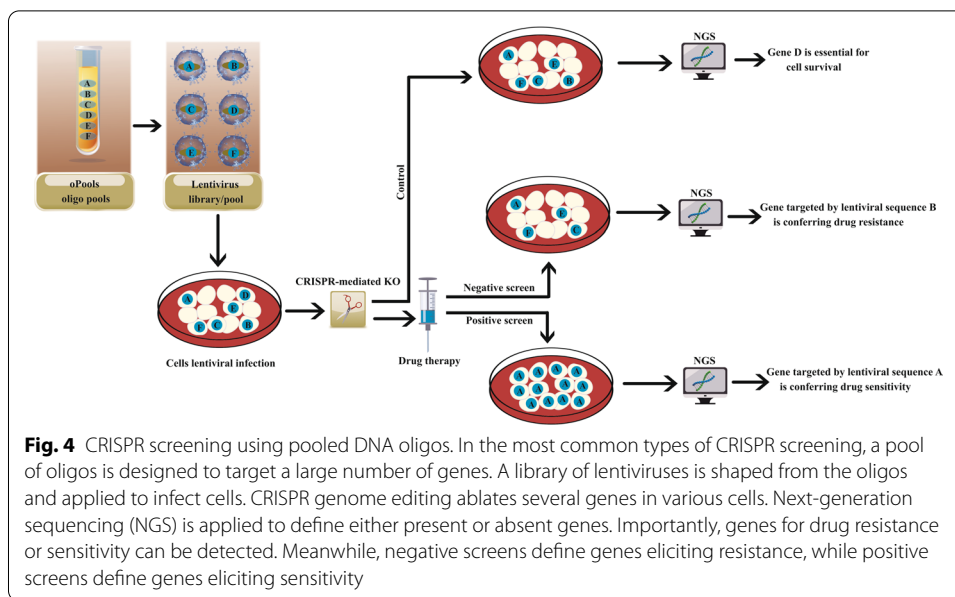 A
B
C
D
E
F
oPools
oligo pools
A B
C D
E F
Lentivirus
library/pool
A D
E
F C B
Cells lentiviral infection
CRISPR-mediated KO
Control
Drug therapy
Negative screen
Positive screen
A
E
F C B
NGS
Gene D is essential for
cell survival
A
E
F C
NGS
Gene targeted by lentiviral sequence B
is conferring drug resistance
A A A A
A A A A
A A A A
NGS
Gene targeted by lentiviral sequence A
is conferring drug sensitivity
Fig. 4 CRISPR screening using pooled DNA oligos. In the most common types of CRISPR screening, a pool
of oligos is designed to target a large number of genes. A library of lentiviruses is shaped from the oligos
and applied to infect cells. CRISPR genome editing ablates several genes in various cells. Next-generation
sequencing (NGS) is applied to define either present or absent genes. Importantly, genes for drug resistance
or sensitivity can be detected. Meanwhile, negative screens define genes eliciting resistance, while positive
screens define genes eliciting sensitivity